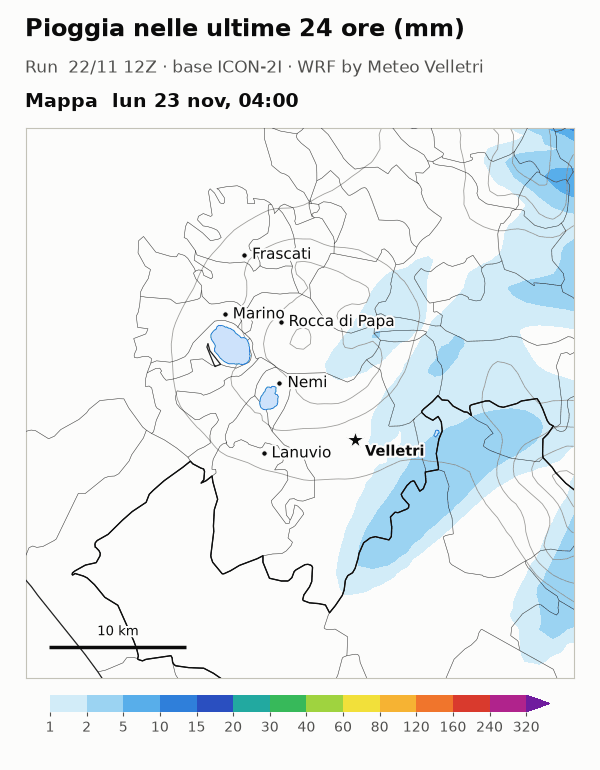 Pioggia nelle ultime 24 ore (mm)
Run  22/11 12Z · base ICON-2I · WRF by Meteo Velletri
Mappa  lun 23 nov, 04:00
Frascati
Marino
Rocca di Papa
Nemi
Velletri
Lanuvio
10 km
1 2 5 10 15 20 30 40 60 80 120 160 240 320